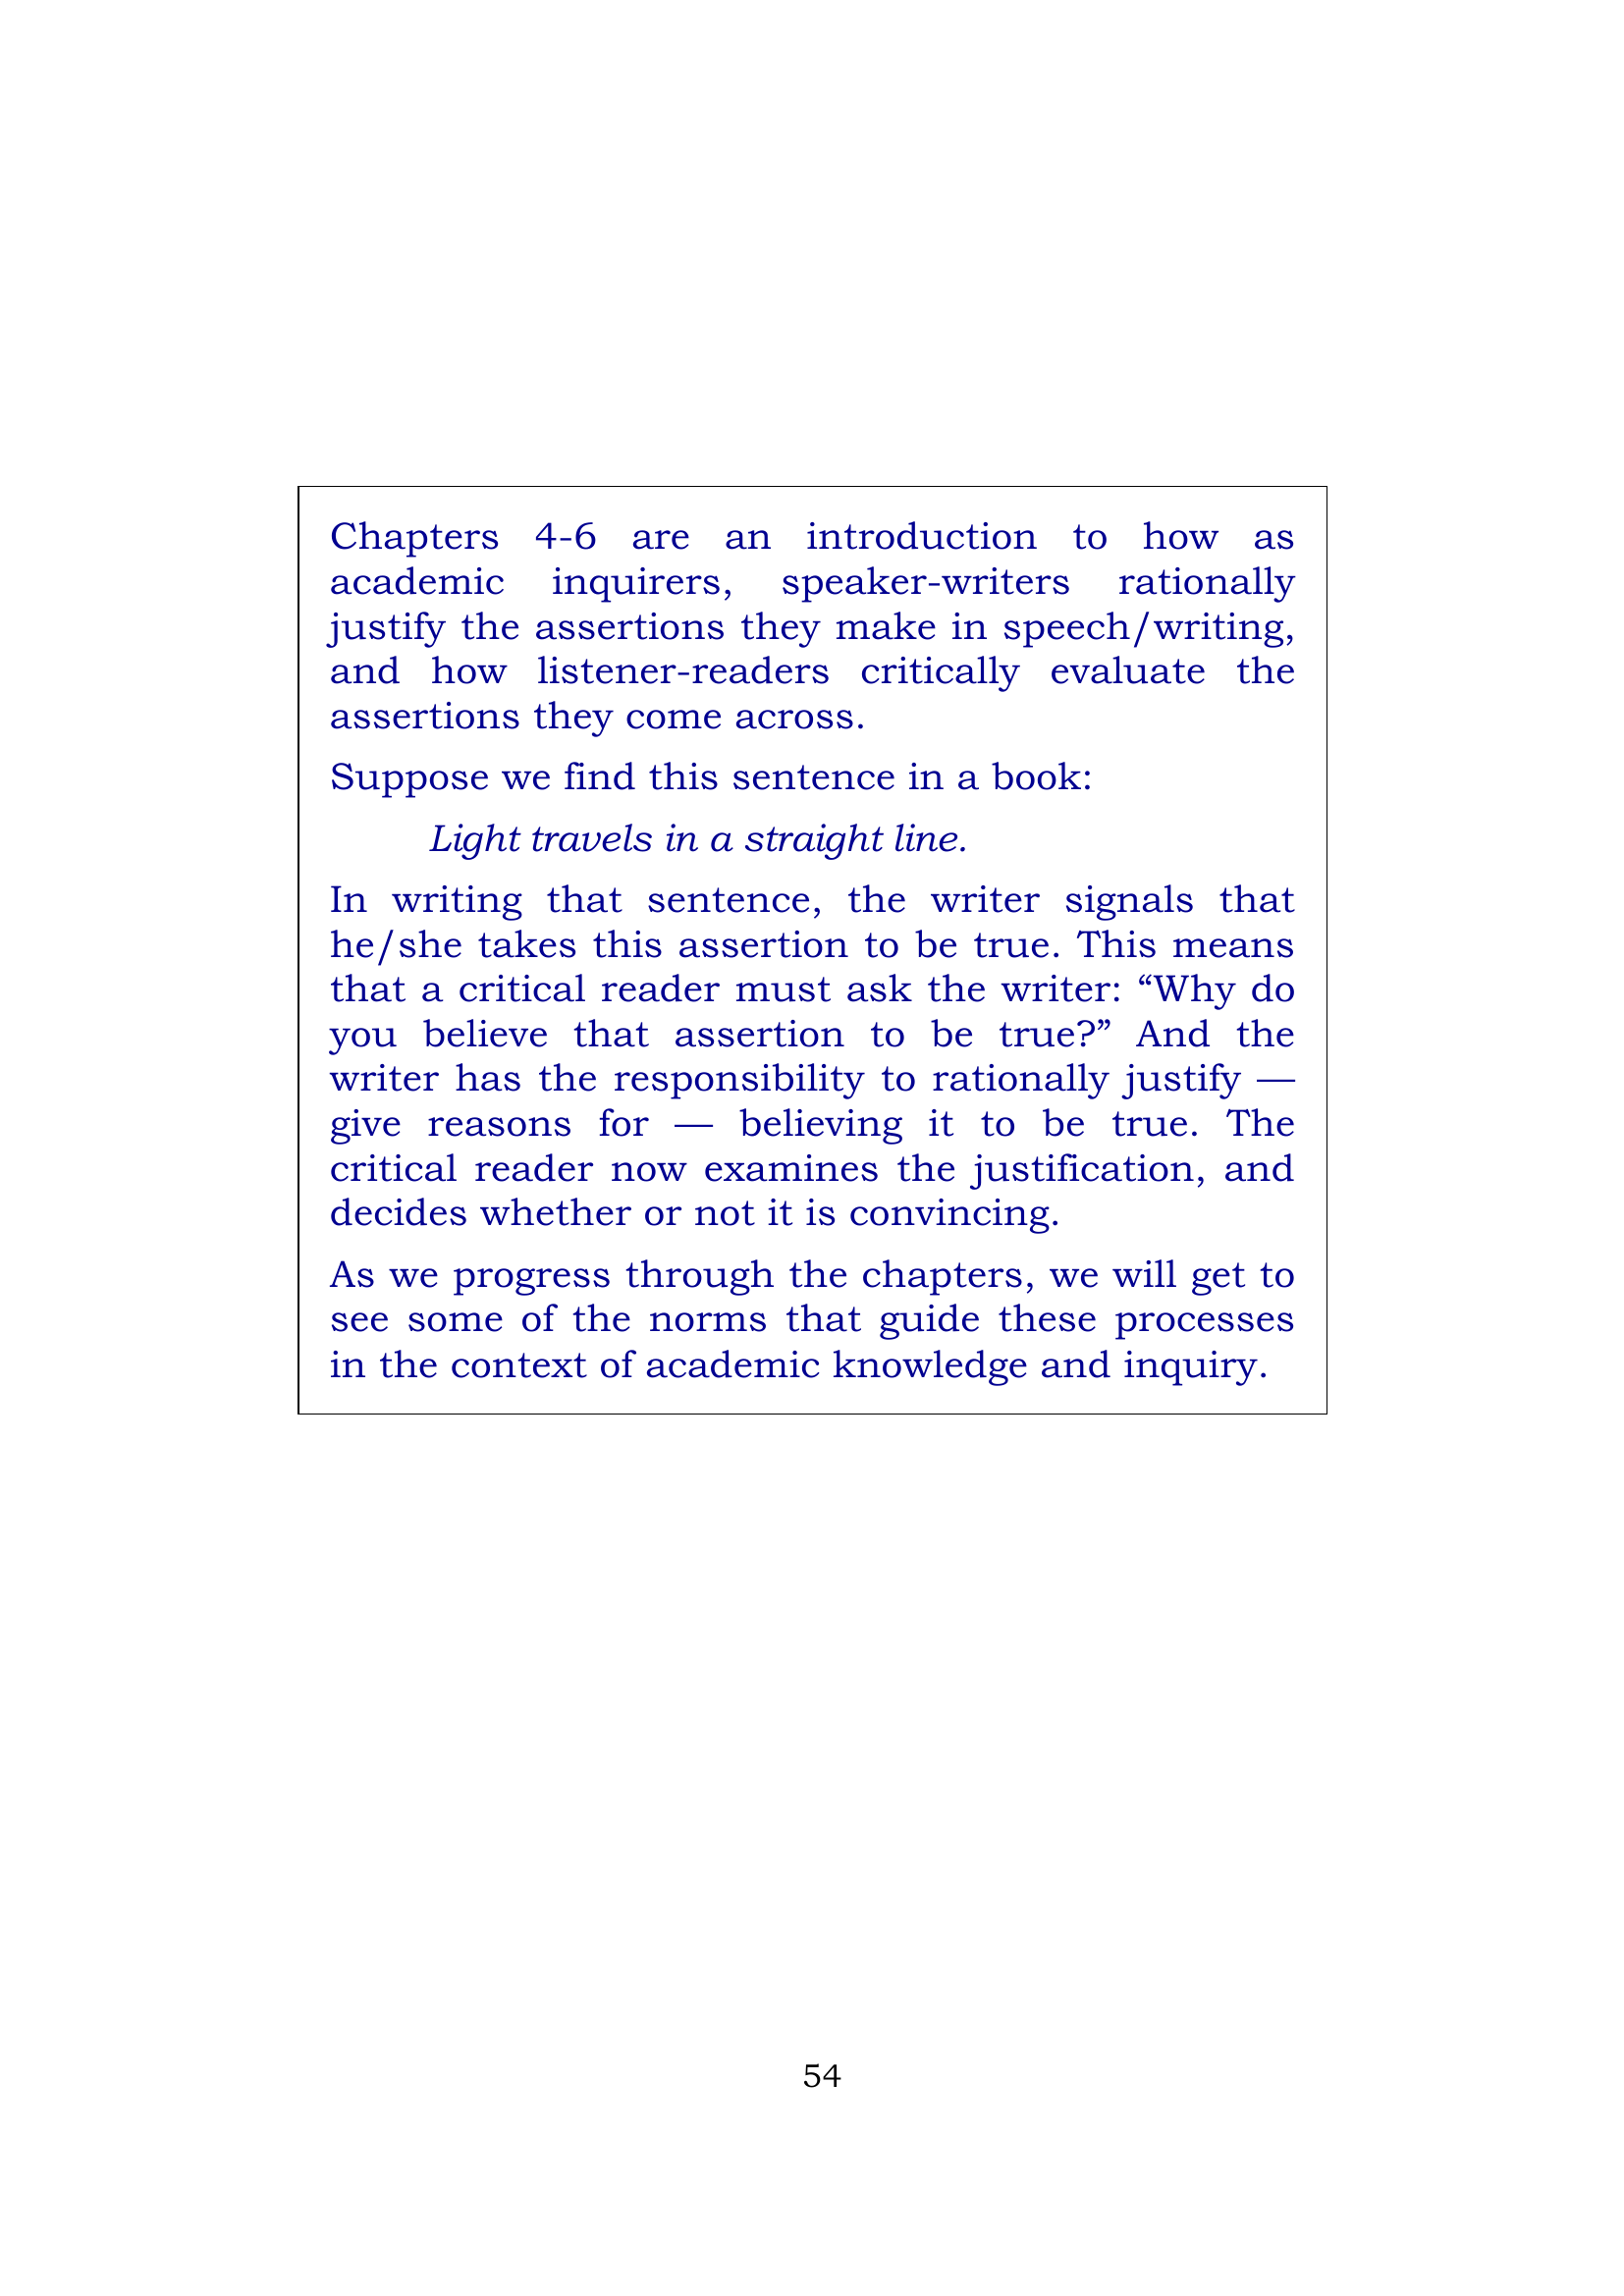 Chapters 4-6 are an introduction to how as
academic inquirers, speaker-writers rationally
justify the assertions they make in speech/writing,
and how listener-readers critically evaluate the
assertions they come across.
Suppose we find this sentence in a book:
Light travels in a straight line.
In writing that sentence, the writer signals that
he/she takes this assertion to be true. This means
that a critical reader must ask the writer: “Why do
you believe that assertion to be true?” And the
writer has the responsibility to rationally justify —
give reasons for — believing it to be true. The
critical reader now examines the justification, and
decides whether or not it is convincing.
As we progress through the chapters, we will get to
see some of the norms that guide these processes
in the context of academic knowledge and inquiry.
54